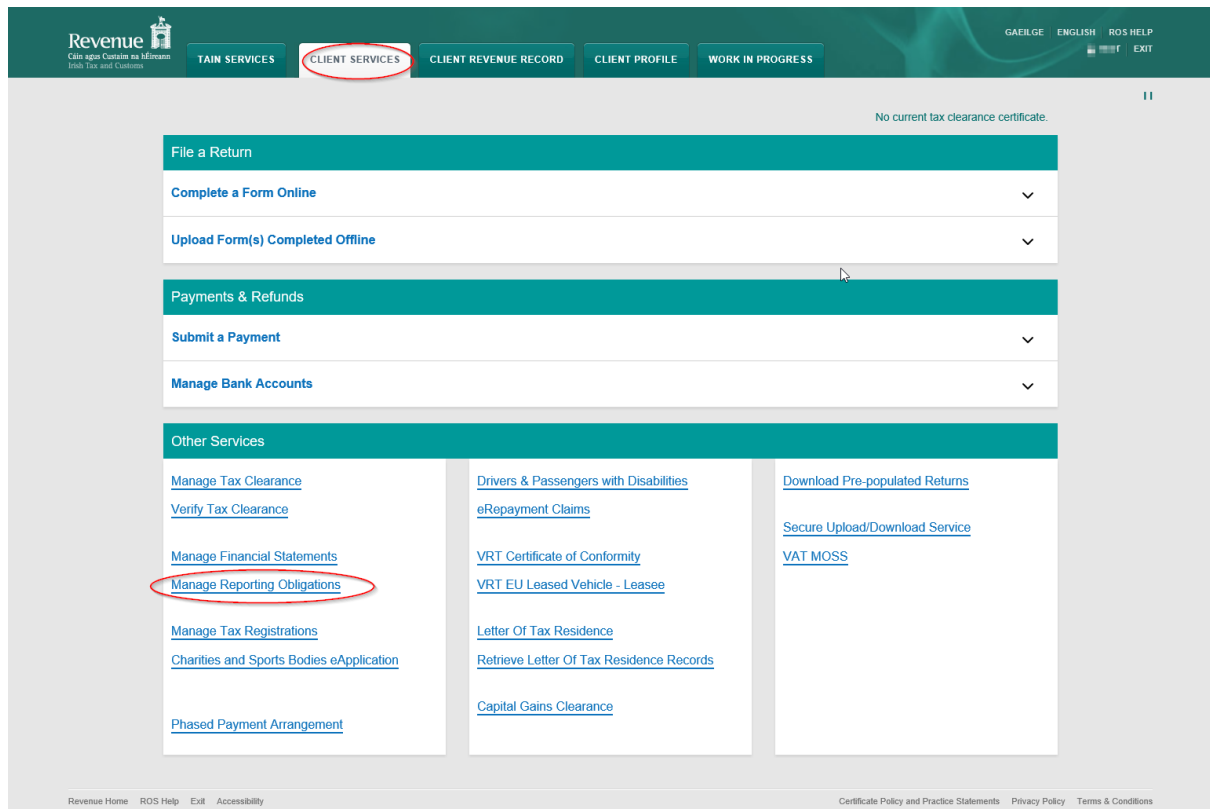 GAEILGE ENGLISH ROS HELP
EXIT
Revenue
Cáin agus Custaim na hÉireann
Irish Tax and Customs
TAIN SERVICES CLIENT SERVICES CLIENT REVENUE RECORD CLIENT PROFILE WORK IN PROGRESS
No current tax clearance certificate.
File a Return
Complete a Form Online
Upload Form(s) Completed Offline
Payments & Refunds
Submit a Payment
Manage Bank Accounts
Other Services
Manage Tax Clearance
Verify Tax Clearance
Manage Financial Statements
Manage Reporting Obligations
Manage Tax Registrations
Charities and Sports Bodies eApplication
Phased Payment Arrangement
Drivers & Passengers with Disabilities
eRepayment Claims
VRT Certificate of Conformity
VRT EU Leased Vehicle - Leasee
Letter Of Tax Residence
Retrieve Letter Of Tax Residence Records
Capital Gains Clearance
Download Pre-populated Returns
Secure Upload/Download Service
VAT MOSS
Revenue Home ROS Help Exit Accessibility Certificate Policy and Practice Statements Privacy Policy Terms & Conditions